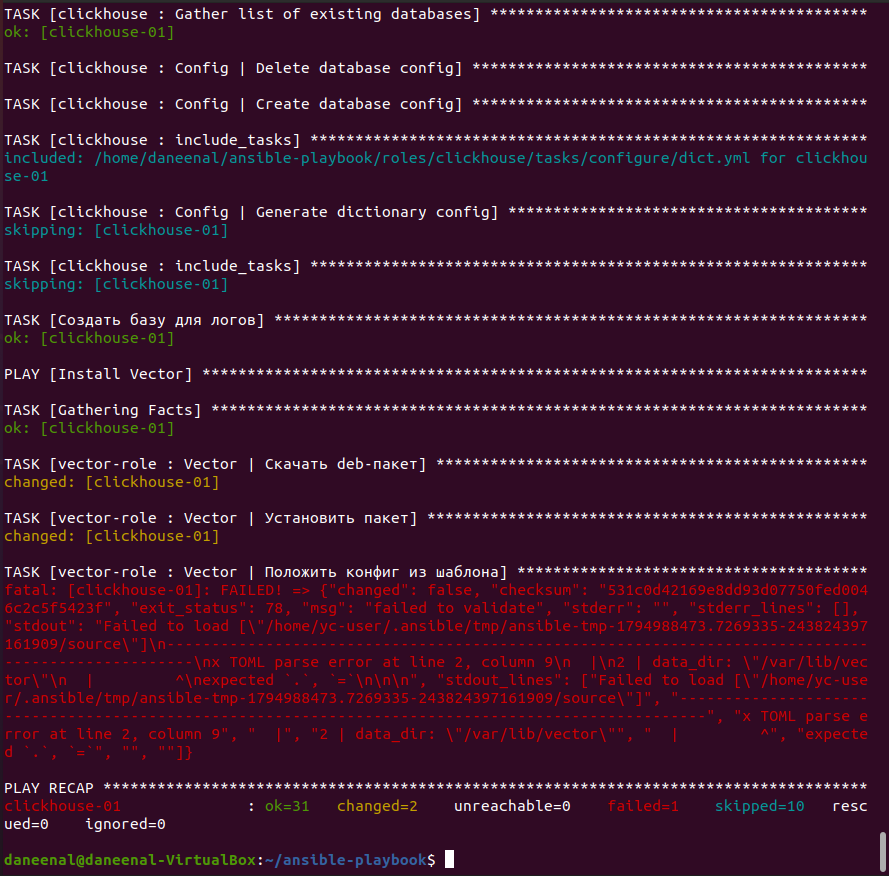 TASK [clickhouse : Gather list of existing databases] ******************************************
ok: [clickhouse-01]
TASK [clickhouse : Config | Delete database config] ********************************************
TASK [clickhouse : Config | Create database config] ********************************************
TASK [clickhouse : include_tasks] **************************************************************
included: /home/daneenal/ansible-playbook/roles/clickhouse/tasks/configure/dict.yml for clickhou
se-01
TASK [clickhouse : Config | Generate dictionary config] ****************************************
skipping: [clickhouse-01]
TASK [clickhouse : include_tasks] **************************************************************
skipping: [clickhouse-01]
TASK [Создать базу для логов] ******************************************************************
ok: [clickhouse-01]
PLAY [Install Vector] **************************************************************************
TASK [Gathering Facts] *************************************************************************
ok: [clickhouse-01]
TASK [vector-role : Vector | Скачать deb-пакет] ************************************************
changed: [clickhouse-01]
TASK [vector-role : Vector | Установить пакет] *************************************************
changed: [clickhouse-01]
TASK [vector-role : Vector | Положить конфиг из шаблона] ***************************************
fatal: [clickhouse-01]: FAILED! => {"changed": false, "checksum": "531c0d42169e8dd93d07750fed004
6c2c5f5423f", "exit_status": 78, "msg": "failed to validate", "stderr": "", "stderr_lines": [],
"stdout": "Failed to load [\"/home/yc-user/.ansible/tmp/ansible-tmp-1794988473.7269335-243824397
161909/source\"]\n------------------------------------------------------------------------------
---------------------\nx TOML parse error at line 2, column 9\n  |\n2 | data_dir: \"/var/lib/vec
tor\"\n  |         ^\nexpected `.`, `=`\n\n\n", "stdout_lines": ["Failed to load [\"/home/yc-use
r/.ansible/tmp/ansible-tmp-1794988473.7269335-243824397161909/source\"]", "---------------------
------------------------------------------------------------------------------", "x TOML parse e
rror at line 2, column 9", "  |", "2 | data_dir: \"/var/lib/vector\"", "  |         ^", "expecte
d `.`, `=`", "", ""]}
PLAY RECAP *************************************************************************************
clickhouse-01              : ok=31   changed=2    unreachable=0    failed=1    skipped=10   resc
ued=0    ignored=0
daneenal@daneenal-VirtualBox:~/ansible-playbook$